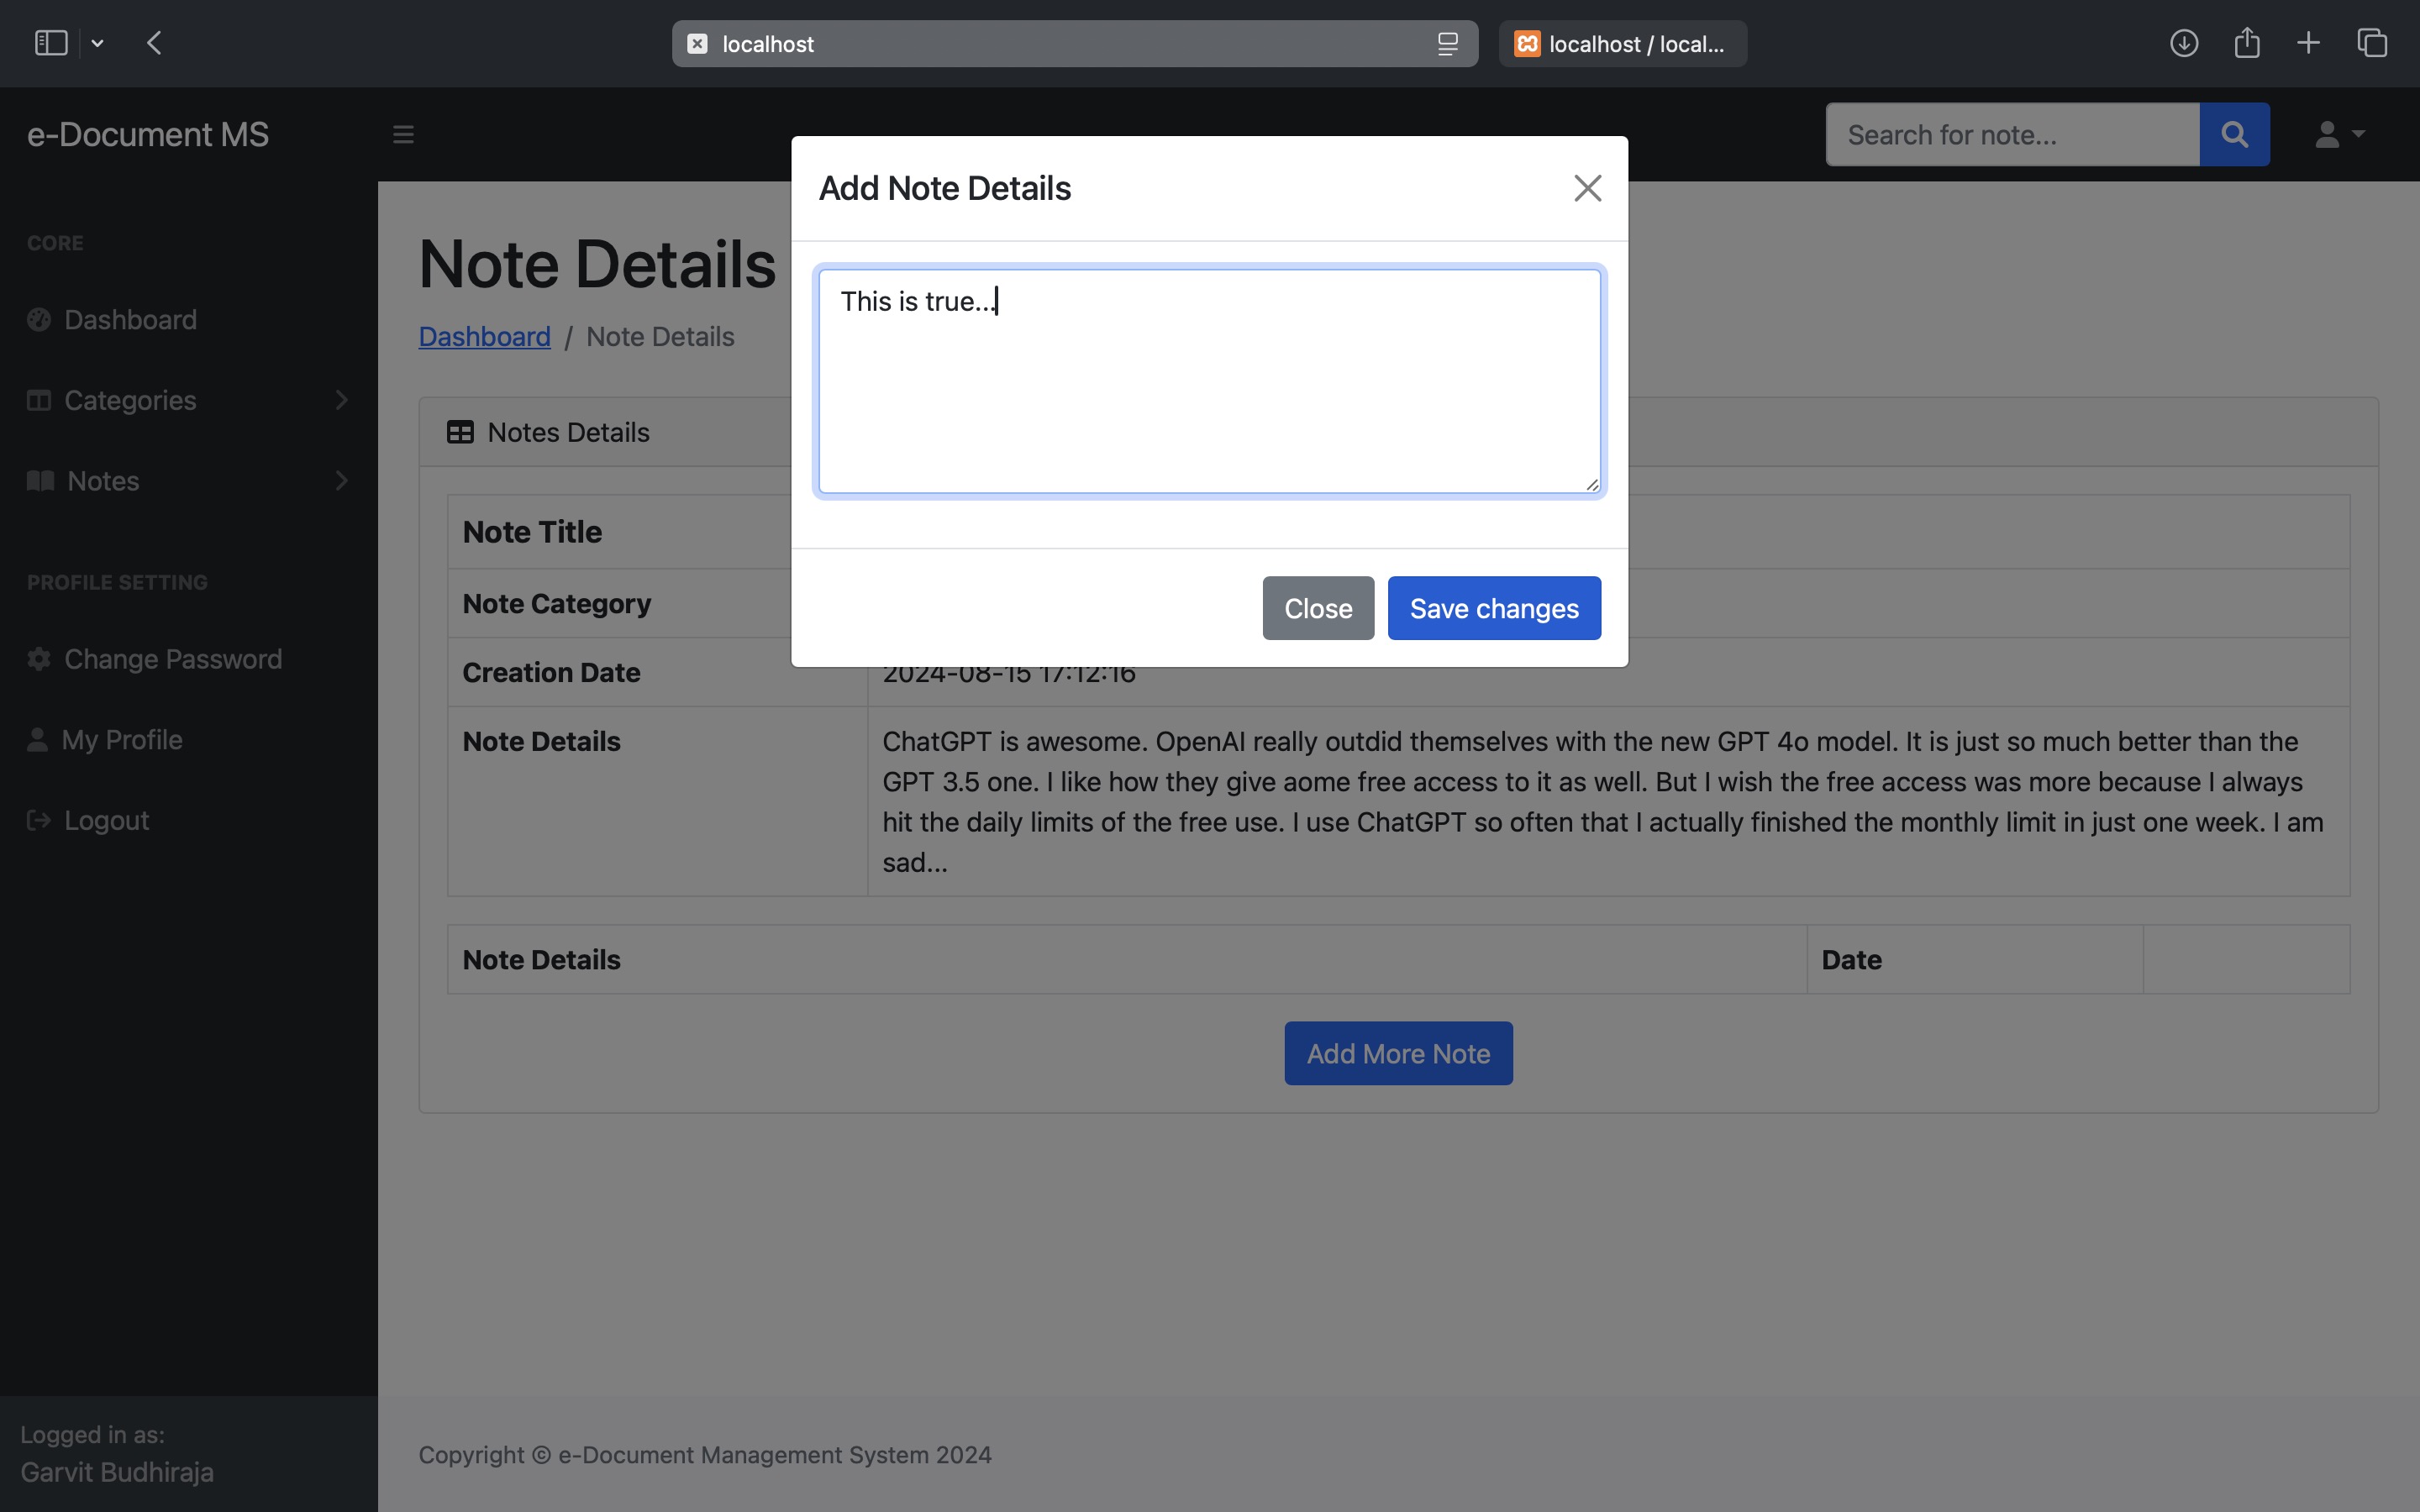 localhost
localhost / local...
e-Document MS
Search for note...
CORE
Dashboard
Categories
Notes
PROFILE SETTING
Change Password
My Profile
Logout
Logged in as:
Garvit Budhiraja
Add Note Details
This is true...
Close
Save changes
Note Details
Dashboard / Note Details
Notes Details
Note Title
Note Category
Creation Date 2024-08-15 17:12:16
Note Details
ChatGPT is awesome. OpenAI really outdid themselves with the new GPT 4o model. It is just so much better than the
GPT 3.5 one. I like how they give aome free access to it as well. But I wish the free access was more because I always
hit the daily limits of the free use. I use ChatGPT so often that I actually finished the monthly limit in just one week. I am
sad...
Note Details Date
Add More Note
Copyright © e-Document Management System 2024